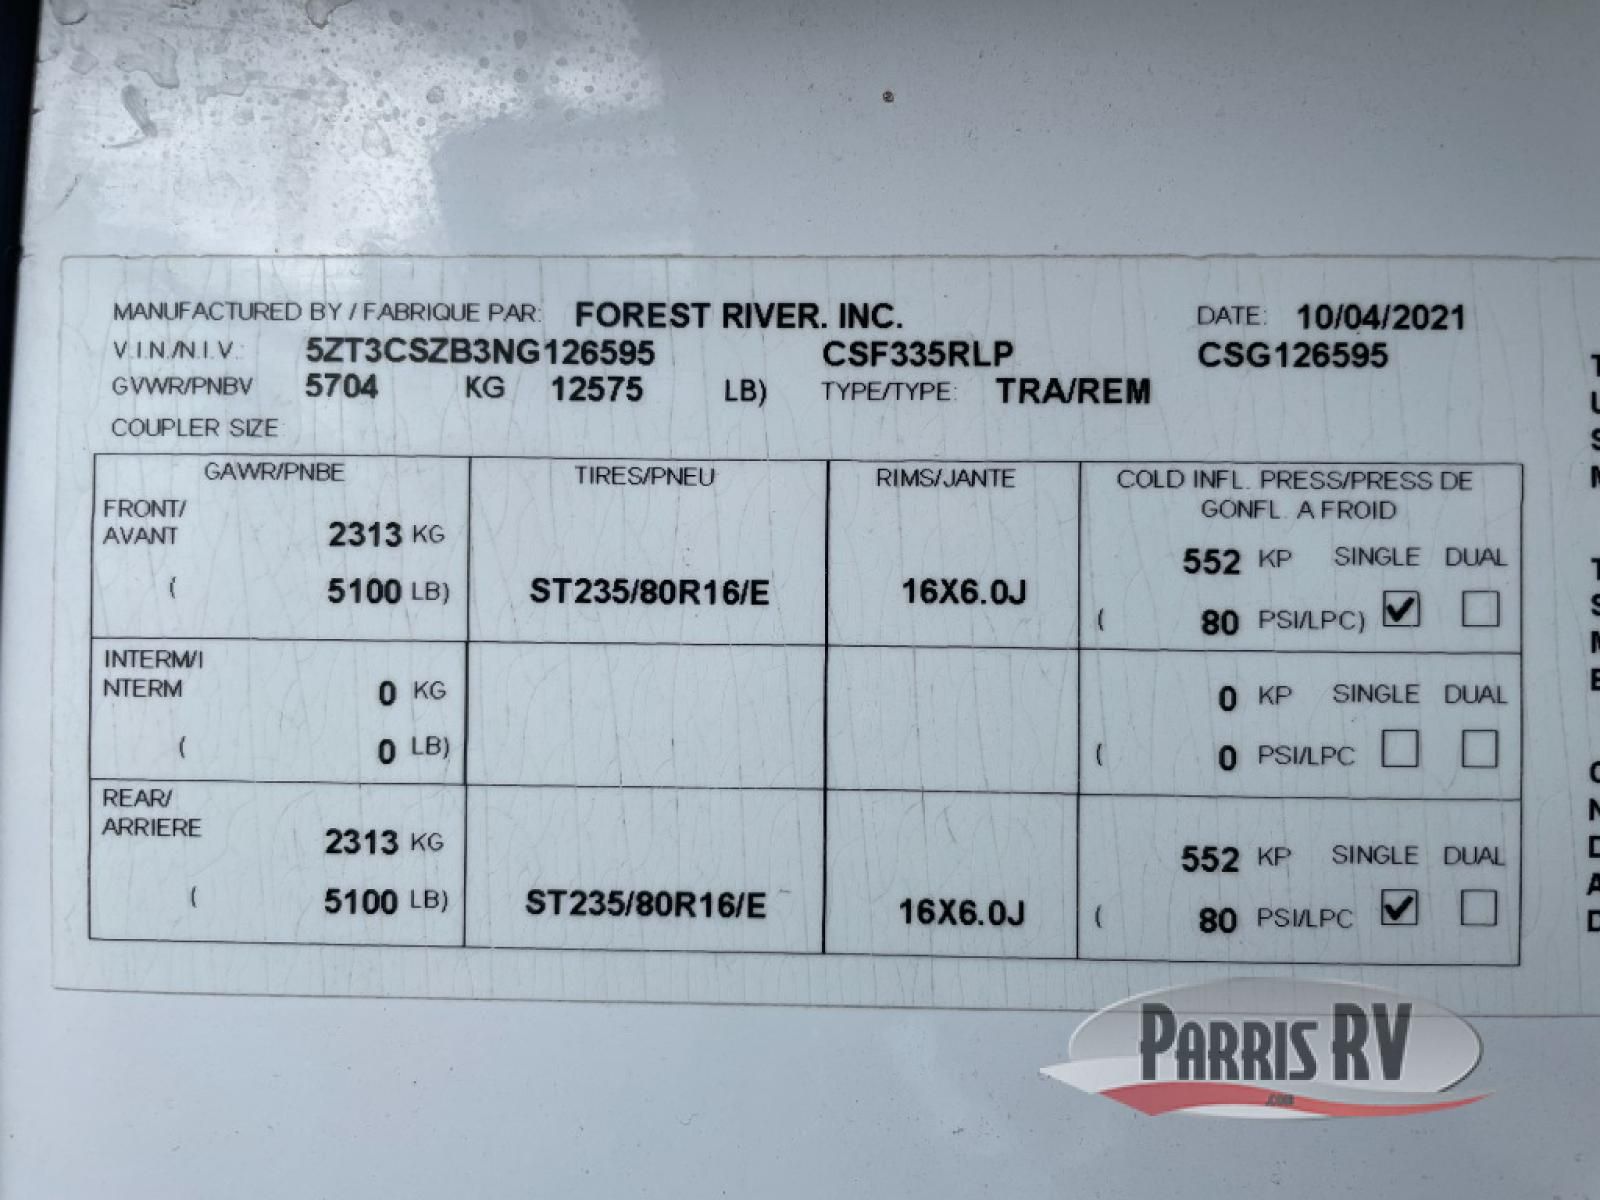 MANUFACTURED BY / FABRIQUE PAR: FOREST RIVER. INC. DATE: 10/04/2021
V.I.N./N.I.V.: 5ZT3CSZB3NG126595 CSF335RLP CSG126595
GVWR/PNBV 5704 KG 12575 LB) TYPE/TYPE: TRA/REM
COUPLER SIZE
GAWR/PNBE TIRES/PNEU RIMS/JANTE COLD INFL. PRESS/PRESS DE
GONFL. A FROID
FRONT/
AVANT 2313 KG 552 KP SINGLE DUAL
( 5100 LB) ST235/80R16/E 16X6.0J ( 80 PSI/LPC)
INTERM/I
NTERM 0 KG 0 KP SINGLE DUAL
( 0 LB) ( 0 PSI/LPC
REAR/
ARRIERE 2313 KG 552 KP SINGLE DUAL
( 5100 LB) ST235/80R16/E 16X6.0J ( 80 PSI/LPC
PARRIS RV
.com